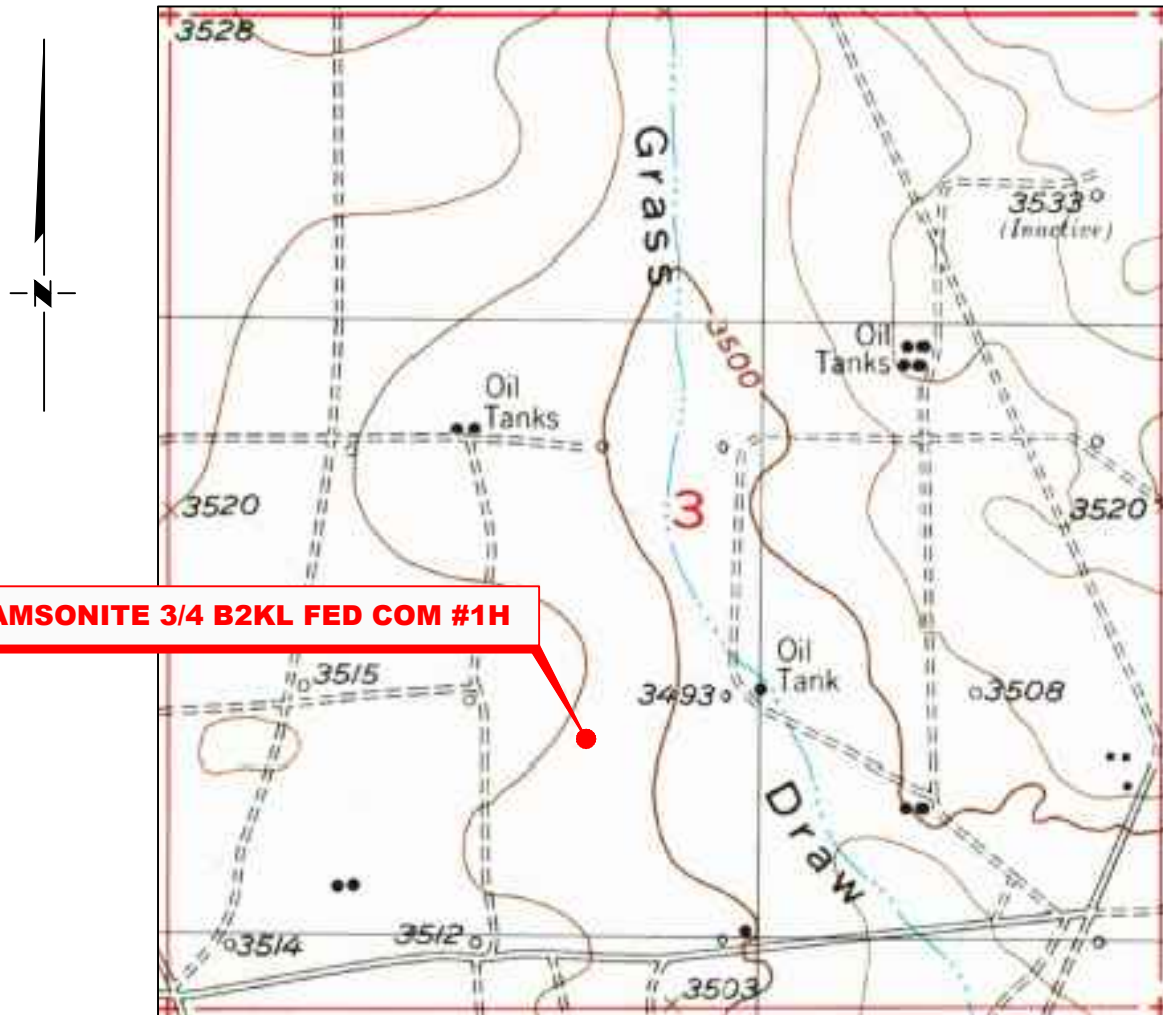 3528
Grass
3533
(Inactive)
N
3500
Oil
Tanks
Oil
Tanks
3520
3
3520
AMSONITE 3/4 B2KL FED COM #1H
3515
Oil
Tank
3493
3508
Draw
3514
3512
3503